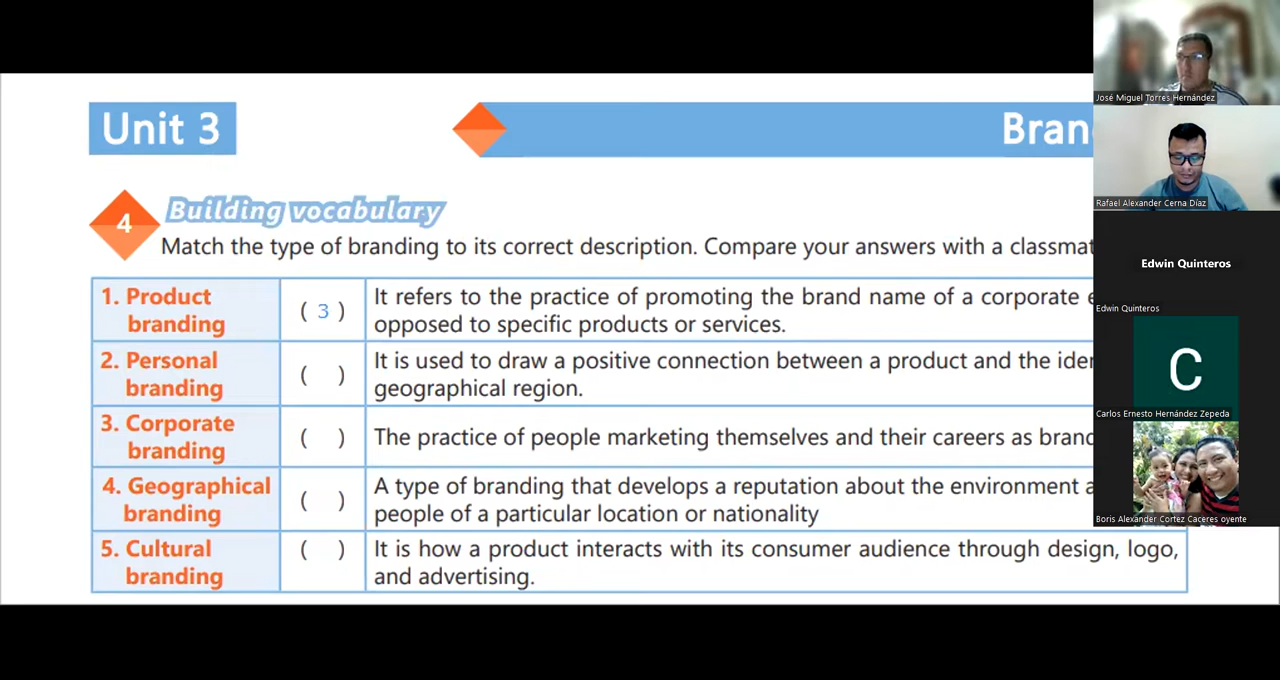 Unit 3
Bran
4
Building vocabulary
Match the type of branding to its correct description. Compare your answers with a classmat
1. Product
branding
( 3 )
It refers to the practice of promoting the brand name of a corporate e
opposed to specific products or services.
2. Personal
branding
( )
It is used to draw a positive connection between a product and the iden
geographical region.
3. Corporate
branding
( )
The practice of people marketing themselves and their careers as brand
4. Geographical
branding
( )
A type of branding that develops a reputation about the environment a
people of a particular location or nationality
5. Cultural
branding
( )
It is how a product interacts with its consumer audience through design, logo,
and advertising.
José Miguel Torres Hernández
Rafael Alexander Cerna Díaz
Edwin Quinteros
Edwin Quinteros
C
Carlos Ernesto Hernández Zepeda
Boris Alexander Cortez Caceres oyente